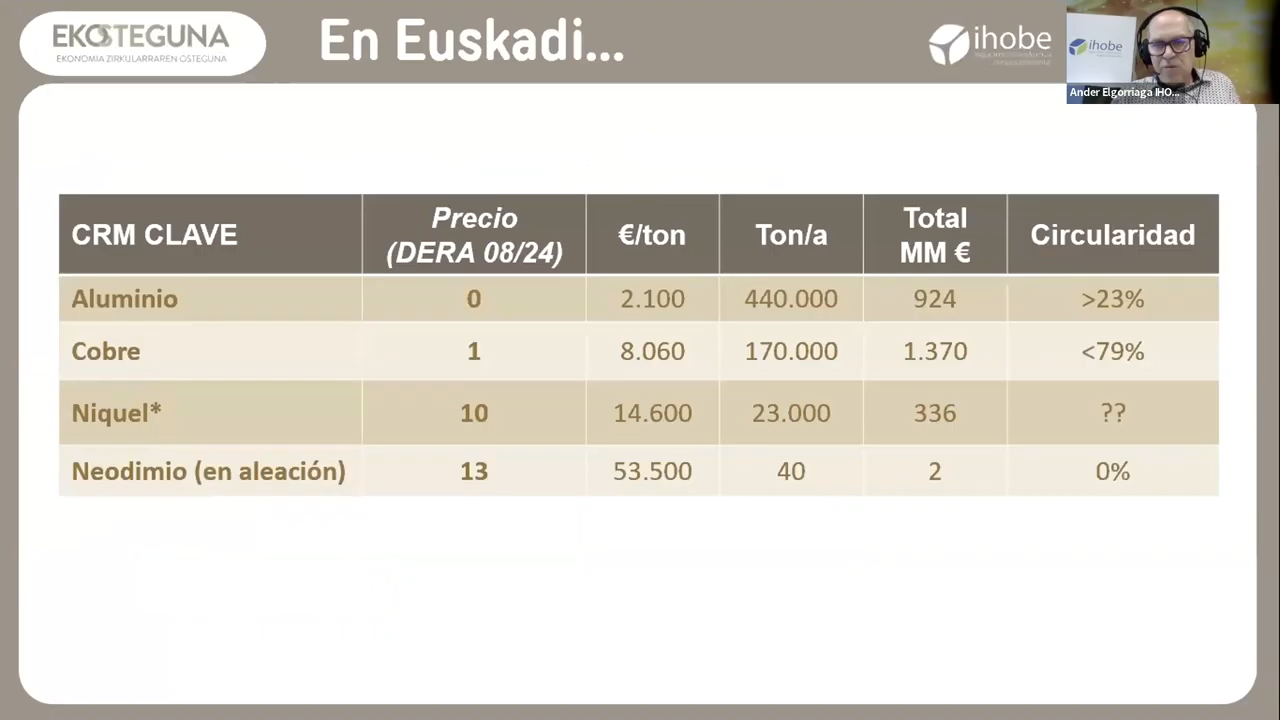 EKOSTEGUNA
EKONOMIA ZIRKULARRAREN OSTEGUNA
En Euskadi...
ihobe
ihobe
Ander Elgorriaga IHO...
CRM CLAVE
Precio
(DERA 08/24)
€/ton
Ton/a
Total
MM €
Circularidad
Aluminio 0 2.100 440.000 924 >23%
Cobre 1 8.060 170.000 1.370 <79%
Niquel* 10 14.600 23.000 336 ??
Neodimio (en aleación) 13 53.500 40 2 0%